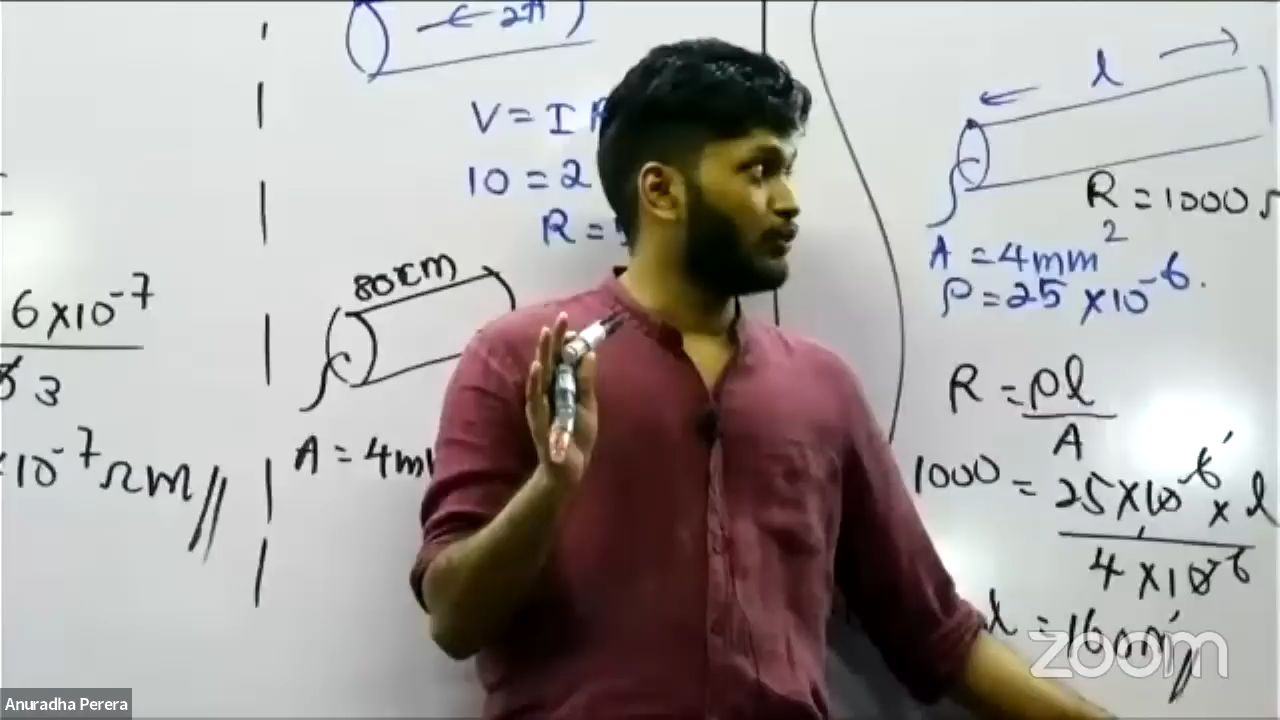 2π
V = I R
10 = 2
R =
80cm
A = 4m
6×10⁻⁷
3
×10⁻⁷ Ωm //
l
R = 1000 Ω
A = 4mm²
ρ = 25 ×10⁻⁶.
R = ρl
A
1000 = 25×10⁻⁶ × l
4 ×10⁻⁶
l = 160
zoom
Anuradha Perera